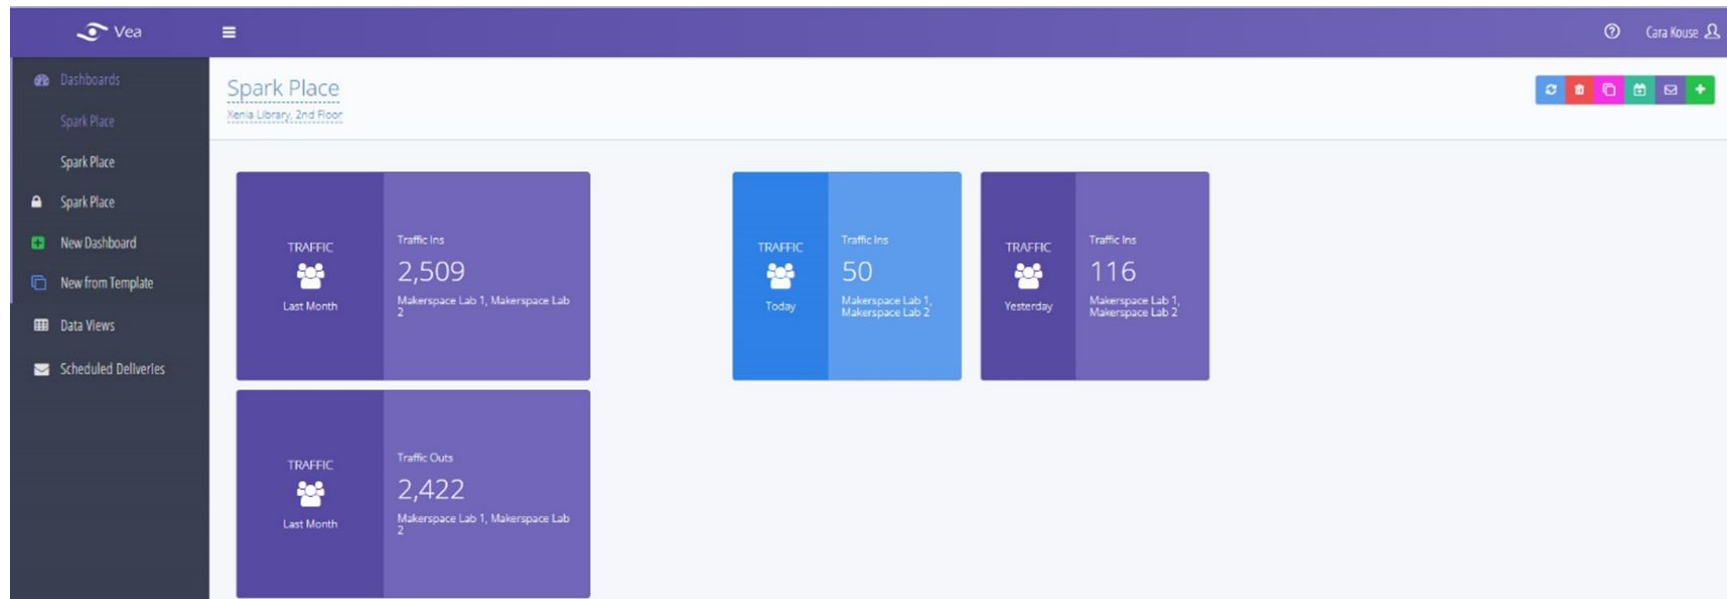 Vea
Cara Kouse
Dashboards
Spark Place
Spark Place
Spark Place
New Dashboard
New from Template
Data Views
Scheduled Deliveries
Spark Place
Xenia Library, 2nd Floor
TRAFFIC
Last Month
Traffic Ins
2,509
Makerspace Lab 1, Makerspace Lab
2
TRAFFIC
Today
Traffic Ins
50
Makerspace Lab 1,
Makerspace Lab 2
TRAFFIC
Yesterday
Traffic Ins
116
Makerspace Lab 1,
Makerspace Lab 2
TRAFFIC
Last Month
Traffic Outs
2,422
Makerspace Lab 1, Makerspace Lab
2